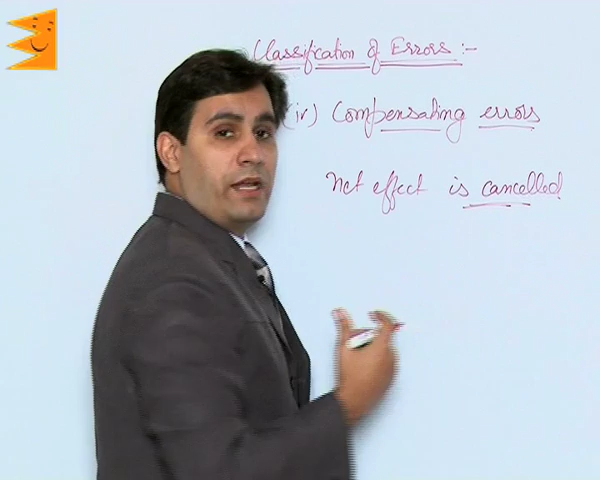 Classification of Errors :-
(iv) Compensating errors
Net effect is cancelled